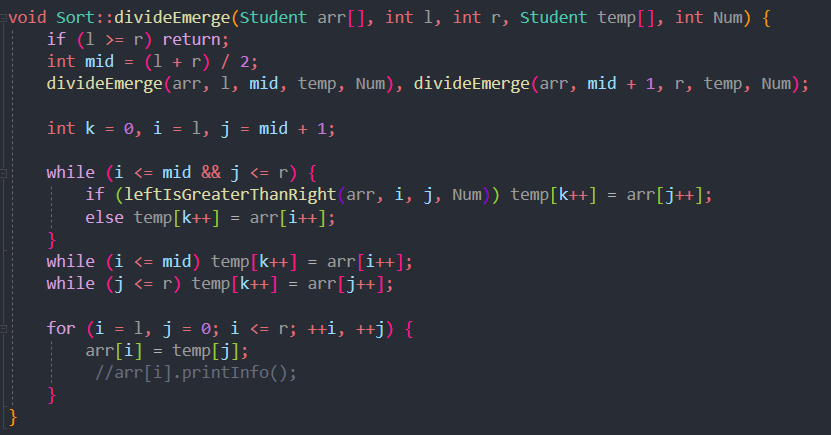 void Sort::divideEmerge(Student arr[], int l, int r, Student temp[], int Num) {
    if (l >= r) return;
    int mid = (l + r) / 2;
    divideEmerge(arr, l, mid, temp, Num), divideEmerge(arr, mid + 1, r, temp, Num);

    int k = 0, i = l, j = mid + 1;

    while (i <= mid && j <= r) {
        if (leftIsGreaterThanRight(arr, i, j, Num)) temp[k++] = arr[j++];
        else temp[k++] = arr[i++];
    }
    while (i <= mid) temp[k++] = arr[i++];
    while (j <= r) temp[k++] = arr[j++];

    for (i = l, j = 0; i <= r; ++i, ++j) {
        arr[i] = temp[j];
         //arr[i].printInfo();
    }
}